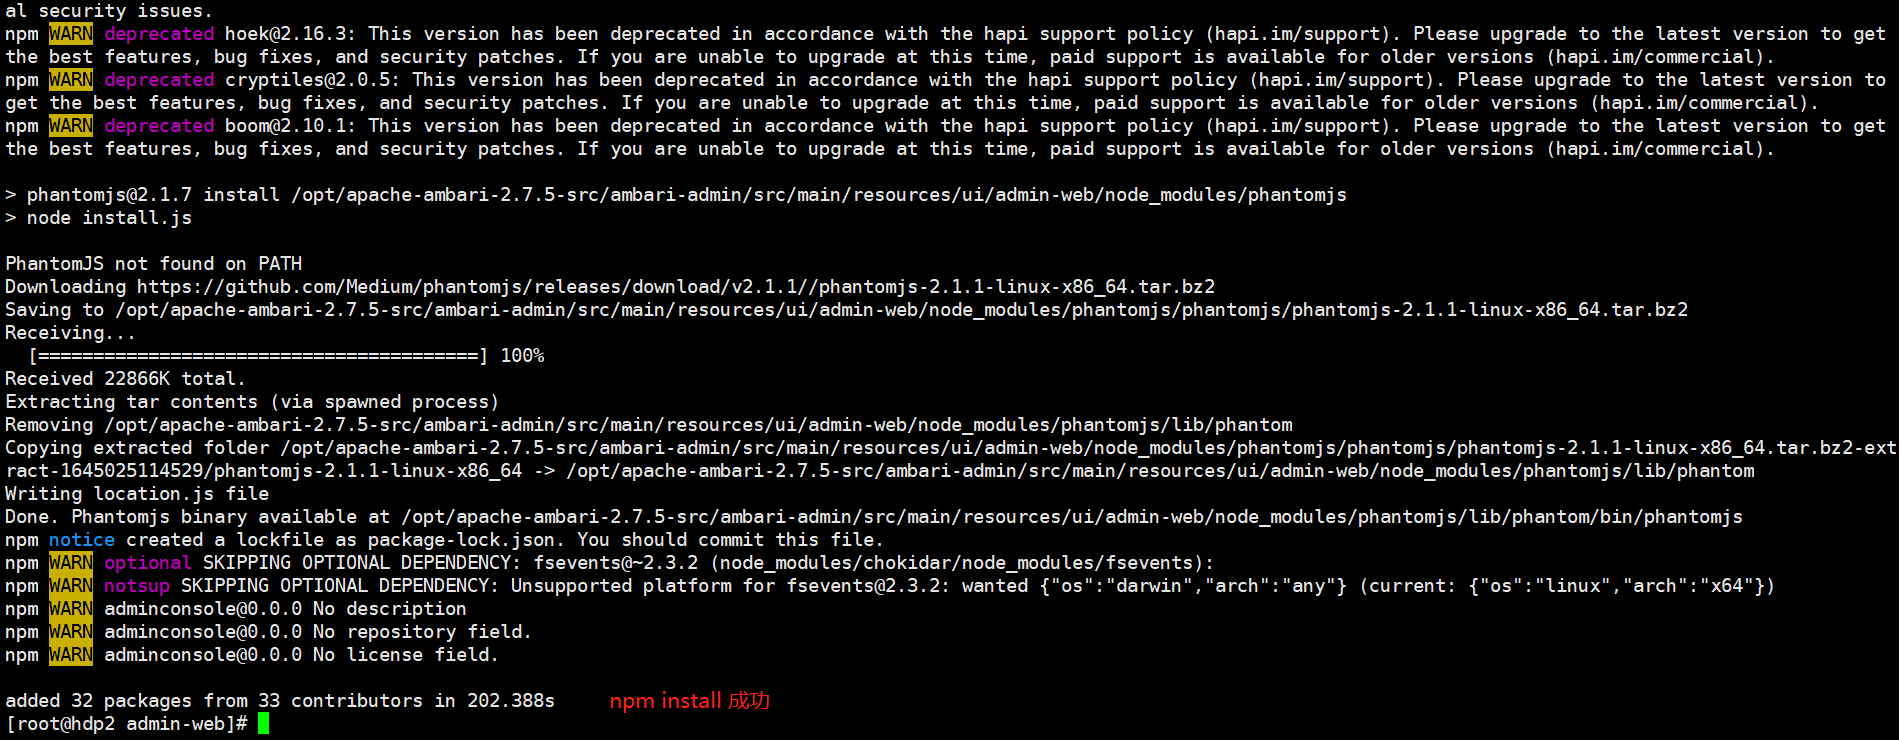 al security issues.
npm WARN deprecated hoek@2.16.3: This version has been deprecated in accordance with the hapi support policy (hapi.im/support). Please upgrade to the latest version to get
the best features, bug fixes, and security patches. If you are unable to upgrade at this time, paid support is available for older versions (hapi.im/commercial).
npm WARN deprecated cryptiles@2.0.5: This version has been deprecated in accordance with the hapi support policy (hapi.im/support). Please upgrade to the latest version to
get the best features, bug fixes, and security patches. If you are unable to upgrade at this time, paid support is available for older versions (hapi.im/commercial).
npm WARN deprecated boom@2.10.1: This version has been deprecated in accordance with the hapi support policy (hapi.im/support). Please upgrade to the latest version to get
the best features, bug fixes, and security patches. If you are unable to upgrade at this time, paid support is available for older versions (hapi.im/commercial).
> phantomjs@2.1.7 install /opt/apache-ambari-2.7.5-src/ambari-admin/src/main/resources/ui/admin-web/node_modules/phantomjs
> node install.js
PhantomJS not found on PATH
Downloading https://github.com/Medium/phantomjs/releases/download/v2.1.1//phantomjs-2.1.1-linux-x86_64.tar.bz2
Saving to /opt/apache-ambari-2.7.5-src/ambari-admin/src/main/resources/ui/admin-web/node_modules/phantomjs/phantomjs/phantomjs-2.1.1-linux-x86_64.tar.bz2
Receiving...
[========================================] 100%
Received 22866K total.
Extracting tar contents (via spawned process)
Removing /opt/apache-ambari-2.7.5-src/ambari-admin/src/main/resources/ui/admin-web/node_modules/phantomjs/lib/phantom
Copying extracted folder /opt/apache-ambari-2.7.5-src/ambari-admin/src/main/resources/ui/admin-web/node_modules/phantomjs/phantomjs/phantomjs-2.1.1-linux-x86_64.tar.bz2-ext
ract-1645025114529/phantomjs-2.1.1-linux-x86_64 -> /opt/apache-ambari-2.7.5-src/ambari-admin/src/main/resources/ui/admin-web/node_modules/phantomjs/lib/phantom
Writing location.js file
Done. Phantomjs binary available at /opt/apache-ambari-2.7.5-src/ambari-admin/src/main/resources/ui/admin-web/node_modules/phantomjs/lib/phantom/bin/phantomjs
npm notice created a lockfile as package-lock.json. You should commit this file.
npm WARN optional SKIPPING OPTIONAL DEPENDENCY: fsevents@~2.3.2 (node_modules/chokidar/node_modules/fsevents):
npm WARN notsup SKIPPING OPTIONAL DEPENDENCY: Unsupported platform for fsevents@2.3.2: wanted {"os":"darwin","arch":"any"} (current: {"os":"linux","arch":"x64"})
npm WARN adminconsole@0.0.0 No description
npm WARN adminconsole@0.0.0 No repository field.
npm WARN adminconsole@0.0.0 No license field.
added 32 packages from 33 contributors in 202.388s npm install 成功
[root@hdp2 admin-web]#